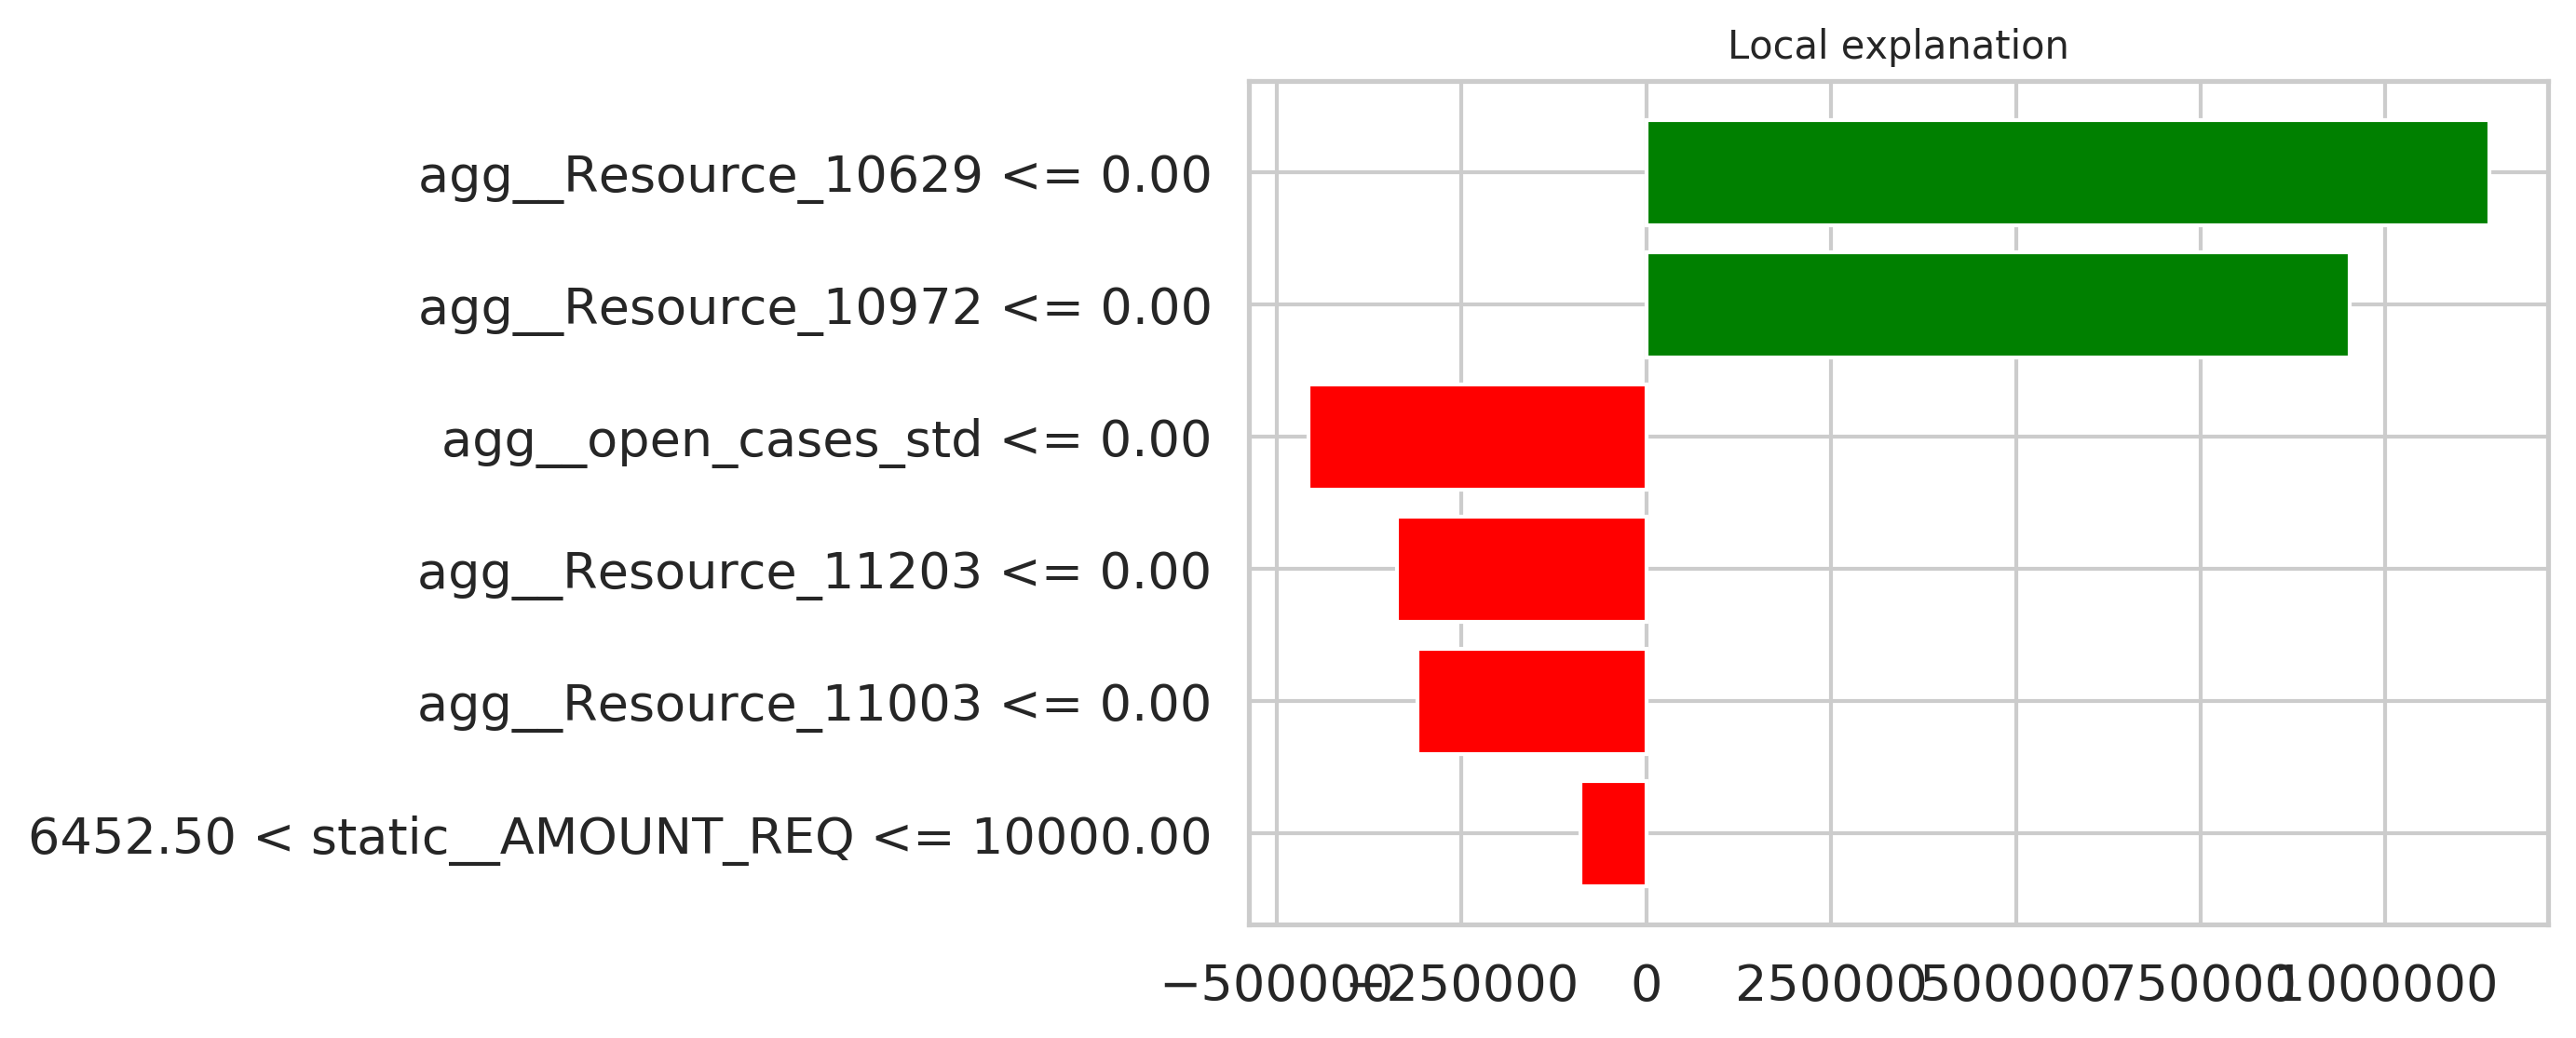 Local explanation
agg__Resource_10629 <= 0.00
agg__Resource_10972 <= 0.00
agg__open_cases_std <= 0.00
agg__Resource_11203 <= 0.00
agg__Resource_11003 <= 0.00
6452.50 < static__AMOUNT_REQ <= 10000.00
−500000 −250000 0 250000 500000 750000 1000000